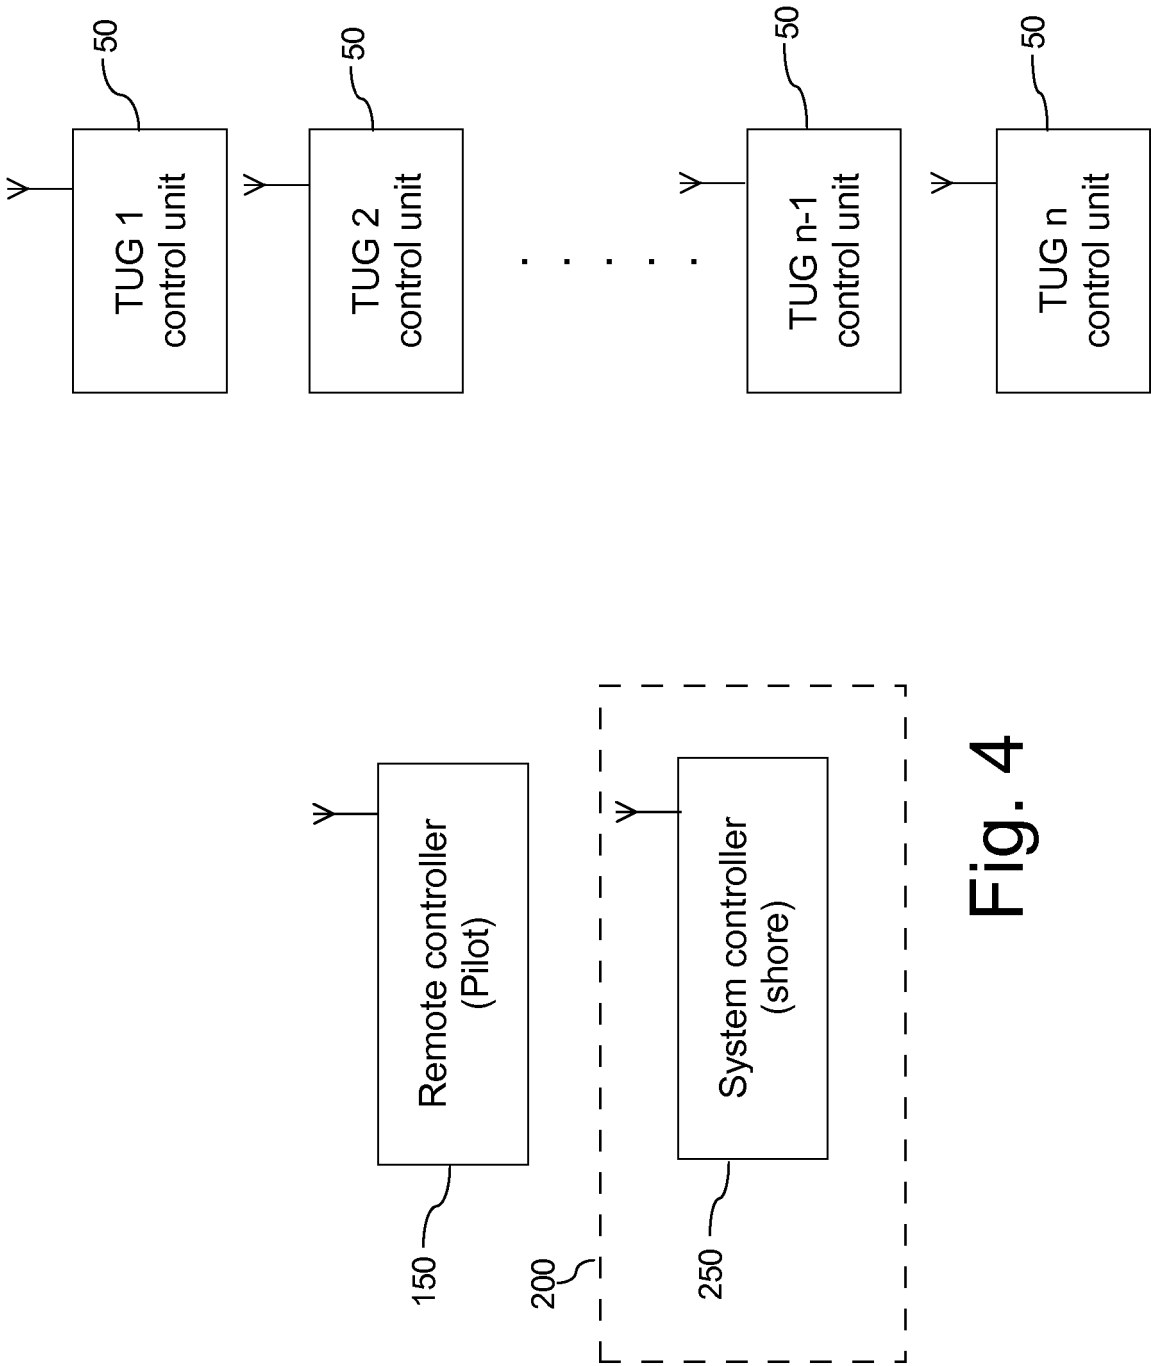 TUG 1
control unit
50
TUG 2
control unit
50
. . . . .
TUG n-1
control unit
50
TUG n
control unit
50
Remote controller
(Pilot)
150
200
System controller
(shore)
250
Fig. 4